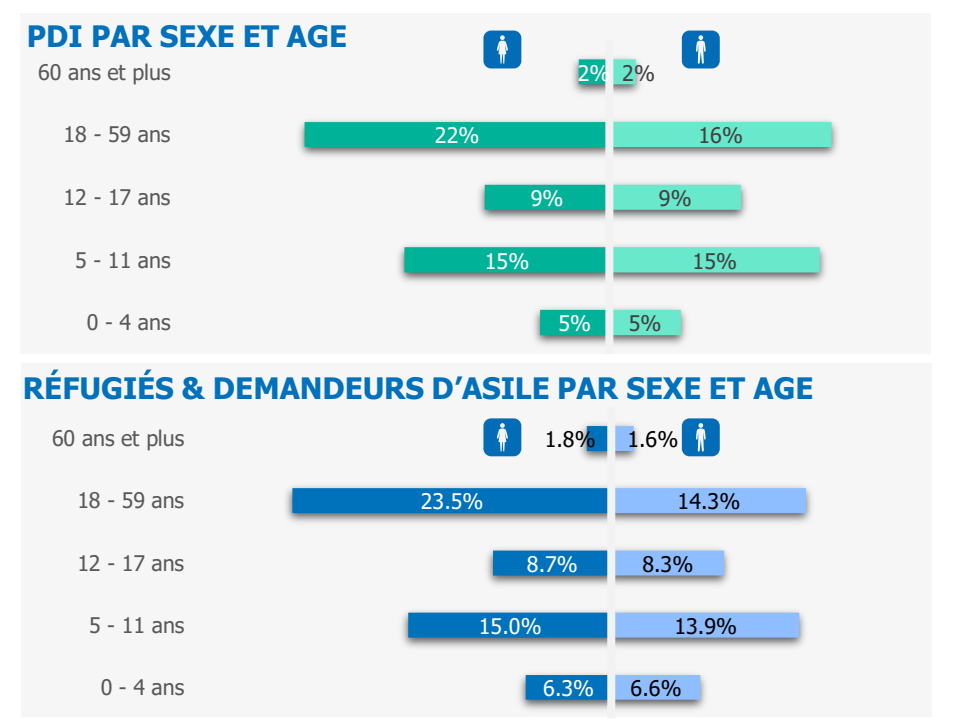 PDI PAR SEXE ET AGE
60 ans et plus 2% 2%
18 - 59 ans 22% 16%
12 - 17 ans 9% 9%
5 - 11 ans 15% 15%
0 - 4 ans 5% 5%
RÉFUGIÉS & DEMANDEURS D’ASILE PAR SEXE ET AGE
60 ans et plus 1.8% 1.6%
18 - 59 ans 23.5% 14.3%
12 - 17 ans 8.7% 8.3%
5 - 11 ans 15.0% 13.9%
0 - 4 ans 6.3% 6.6%